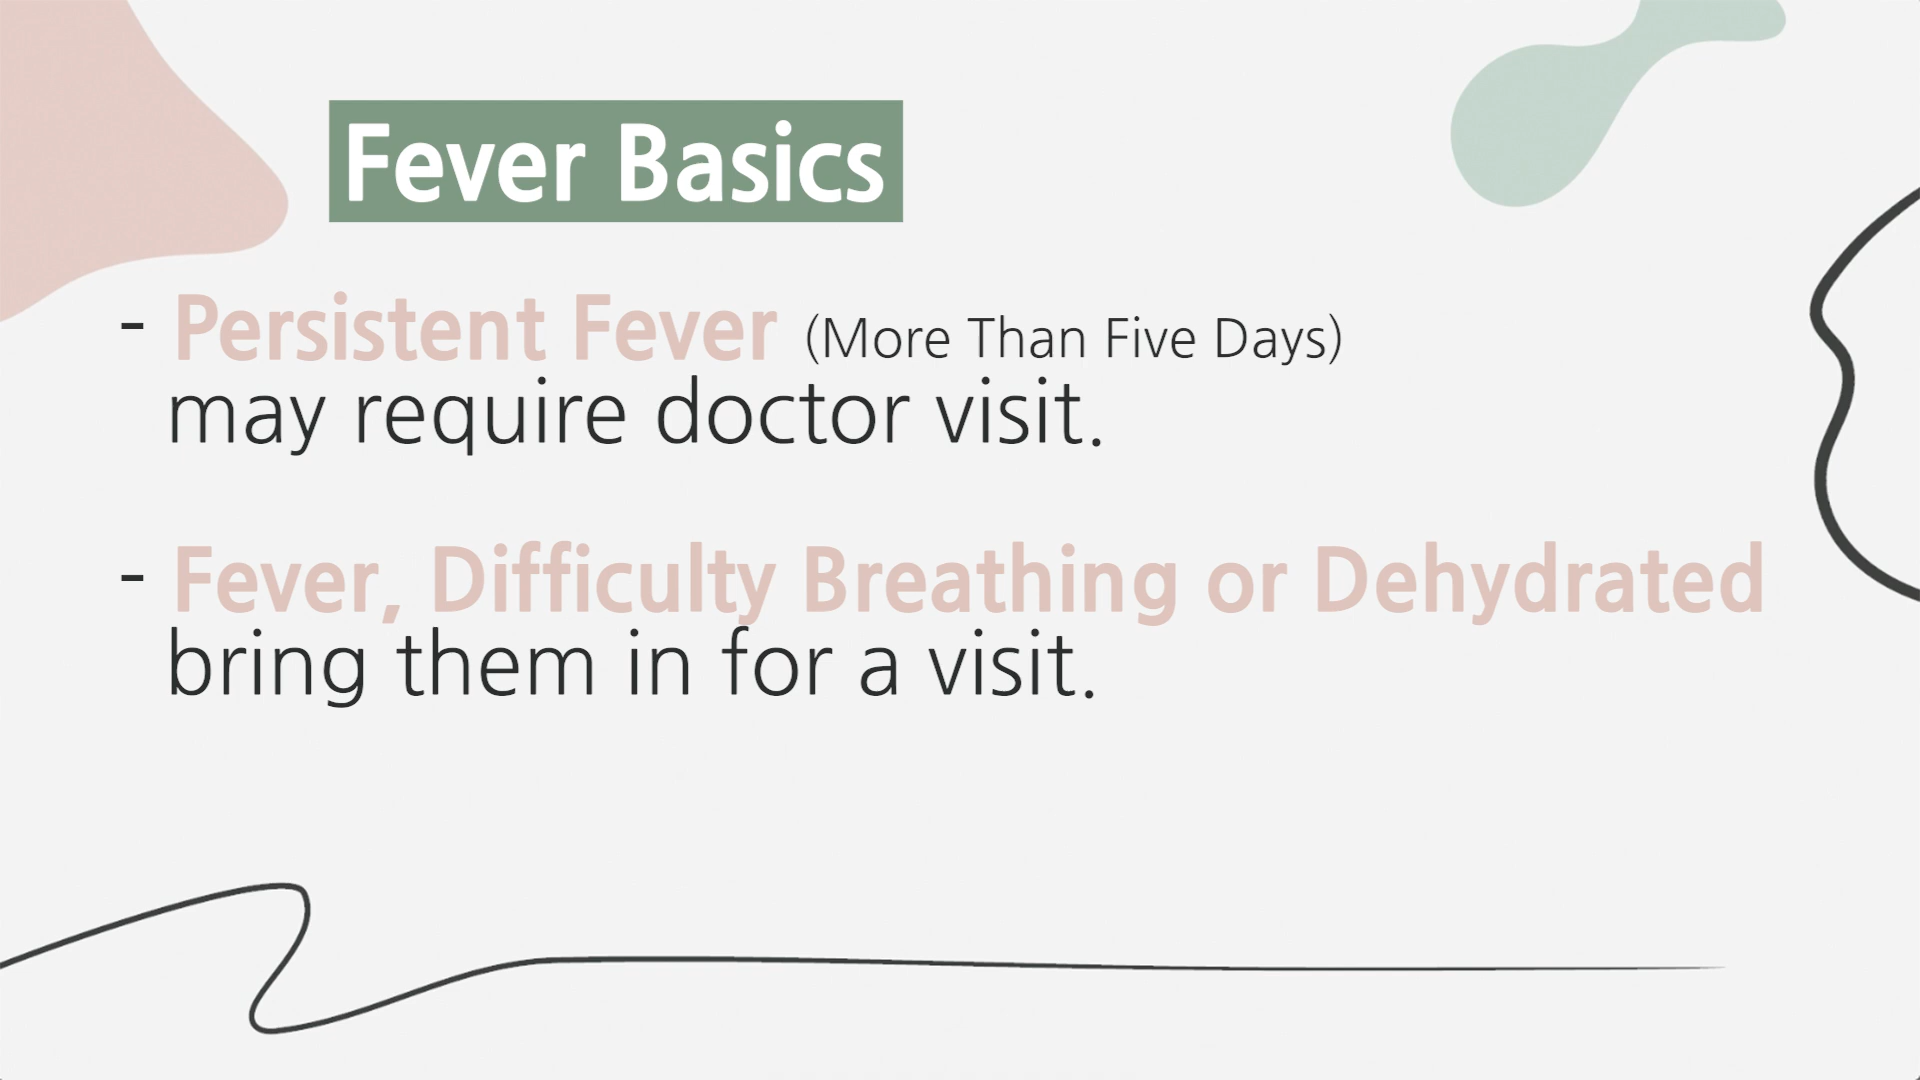 Fever Basics
- Persistent Fever (More Than Five Days)
may require doctor visit.
- Fever, Difficulty Breathing or Dehydrated
bring them in for a visit.